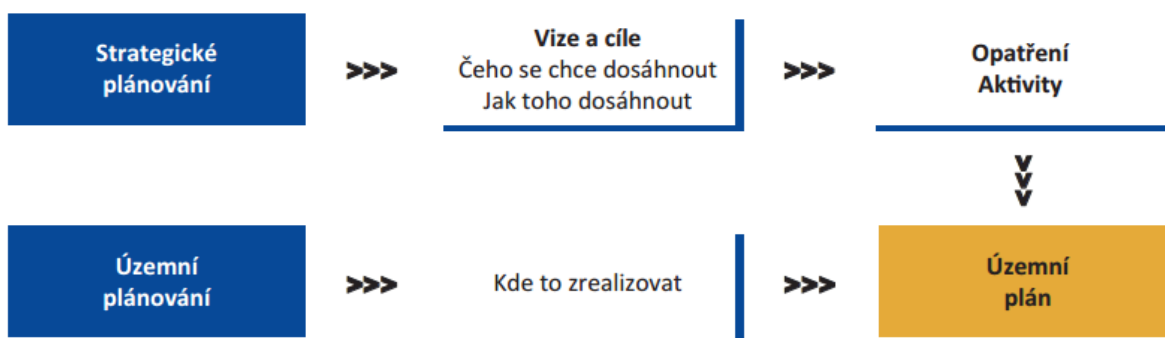 Strategické
plánování
>>>
Vize a cíle
Čeho se chce dosáhnout
Jak toho dosáhnout
>>>
Opatření
Aktivity
>>>
Územní
plánování
>>>
Kde to zrealizovat
>>>
Územní
plán